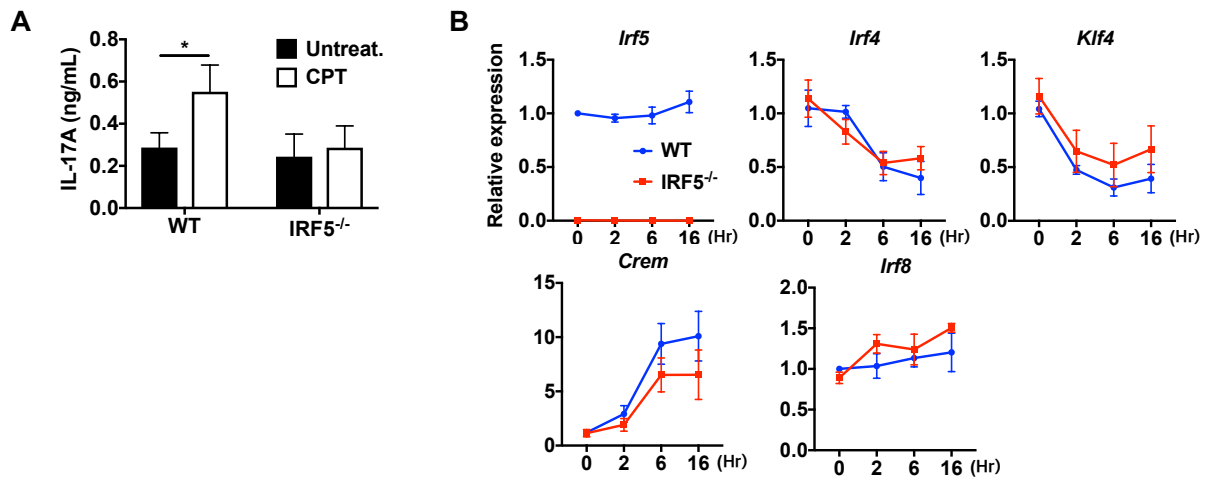 A
IL-17A (ng/mL)
0.8
0.6
0.4
0.2
0.0
*
Untreat.
CPT
WT
IRF5-/-
B
Relative expression
Irf5
1.5
1.0
0.5
0.0
WT
IRF5-/-
0 2 6 16 (Hr)
Irf4
1.5
1.0
0.5
0.0
0 2 6 16 (Hr)
Klf4
1.5
1.0
0.5
0.0
0 2 6 16 (Hr)
Crem
15
10
5
0
0 2 6 16 (Hr)
Irf8
2.0
1.5
1.0
0.5
2.0
0 2 6 16 (Hr)